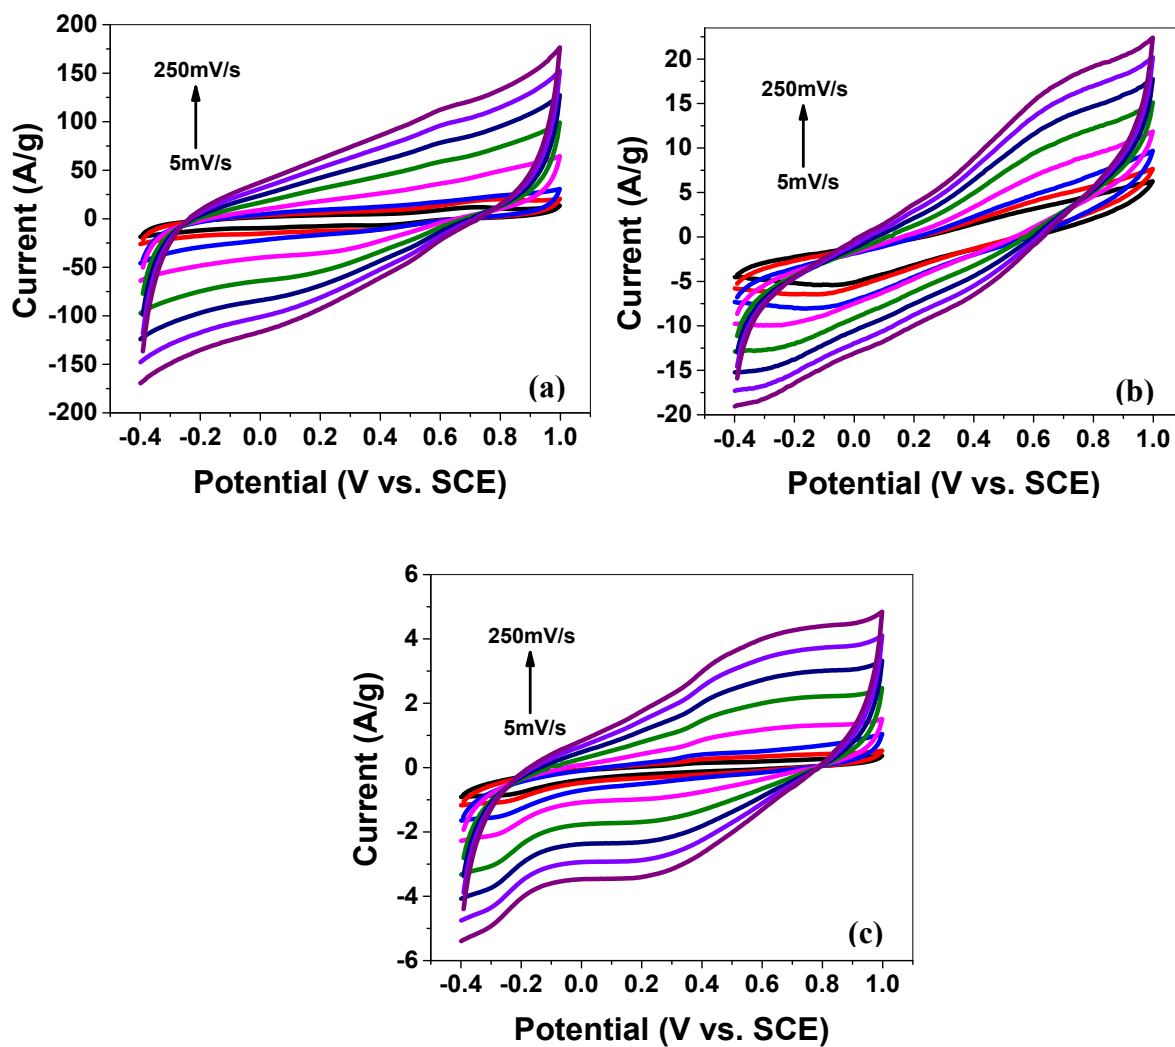 200
150
100
50
0
-50
-100
-150
-200
Current (A/g)
250mV/s
5mV/s
(a)
-0.4 -0.2 0.0 0.2 0.4 0.6 0.8 1.0
Potential (V vs. SCE)
20
15
10
5
0
-5
-10
-15
-20
Current (A/g)
250mV/s
5mV/s
(b)
-0.4 -0.2 0.0 0.2 0.4 0.6 0.8 1.0
Potential (V vs. SCE)
6
4
2
0
-2
-4
-6
Current (A/g)
250mV/s
5mV/s
(c)
-0.4 -0.2 0.0 0.2 0.4 0.6 0.8 1.0
Potential (V vs. SCE)